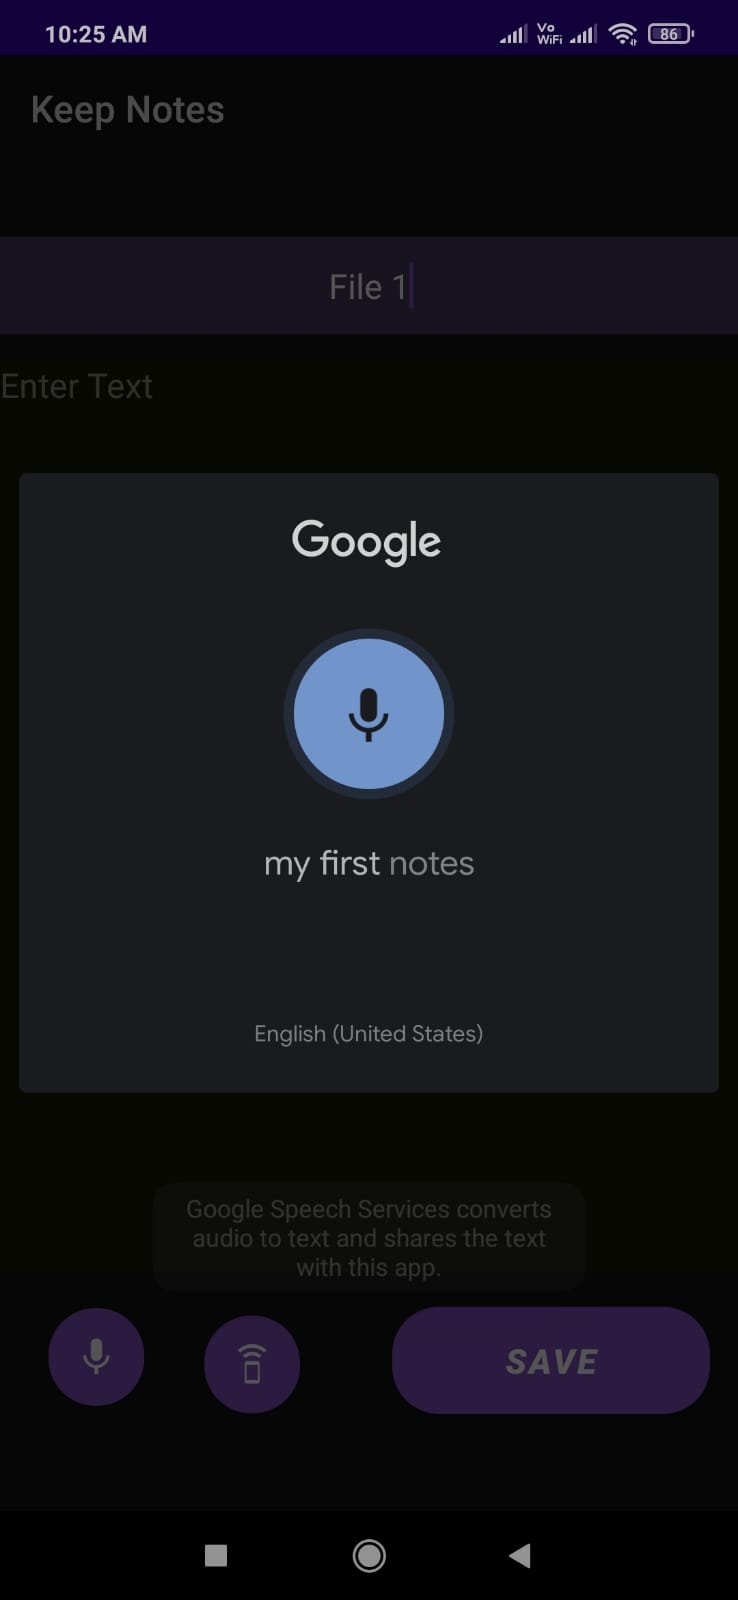 10:25 AM Vo WiFi 86
Keep Notes
File 1
Enter Text
Google
my first notes
English (United States)
Google Speech Services converts
audio to text and shares the text
with this app.
SAVE